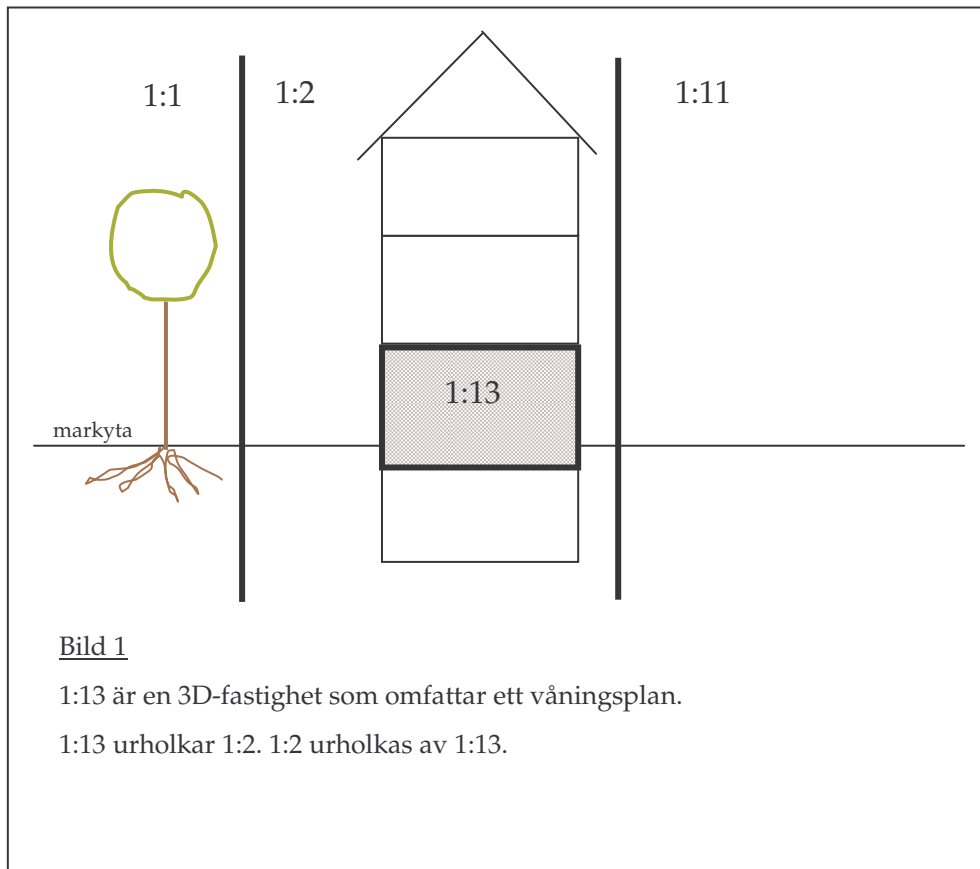 1:1
1:2
1:11
1:13
markyta
Bild 1
1:13 är en 3D-fastighet som omfattar ett våningsplan.
1:13 urholkar 1:2. 1:2 urholkas av 1:13.